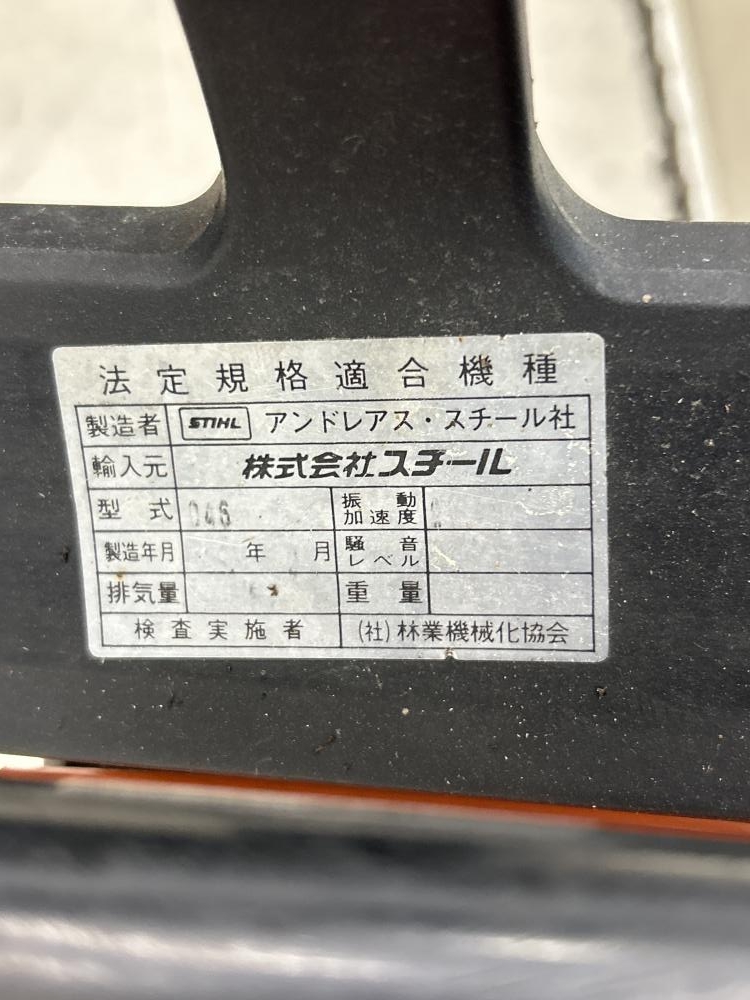 法定規格適合機種
製造者 STIHL アンドレアス・スチール社
輸入元 株式会社スチール
型式 046 振動加速度
製造年月 年 月 騒音レベル
排気量 重量
検査実施者 (社)林業機械化協会